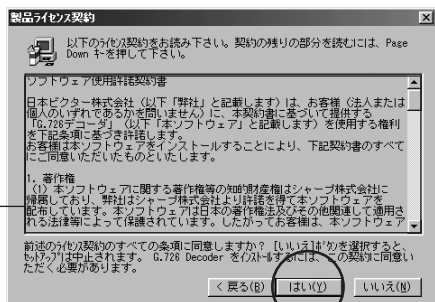 製品ライセンス契約
以下のライセンス契約をお読み下さい。契約の残りの部分を読むには、Page
Down キーを押して下さい。
ソフトウェア使用許諾契約書
日本ビクター株式会社（以下「弊社」と記載します）は、お客様（法人または
個人のいずれであるかを問いません）に、本契約書に基づいて提供する
「G.726デコーダ」（以下「本ソフトウェア」と記載します）を使用する権利
を下記条項に基づき許諾します。
お客様は本ソフトウェアをインストールすることにより、下記契約書のすべて
にご同意いただいたものといたします。
1. 著作権
(1) 本ソフトウェアに関する著作権等の知的財産権はシャープ株式会社に
帰属しており、弊社はシャープ株式会社より許諾を得て本ソフトウェアを
配布しています。本ソフトウェアは日本の著作権法及びその他関連して適用さ
れる法律等によって保護されています。したがってお客様は、本ソフトウェア
前述のライセンス契約のすべての条項に同意しますか? [いいえ]ボタンを選択すると、
セットアップは中止されます。 G.726 Decoder をインストールするには、この契約に同意い
ただく必要があります。
< 戻る(B) はい(Y) いいえ(N)